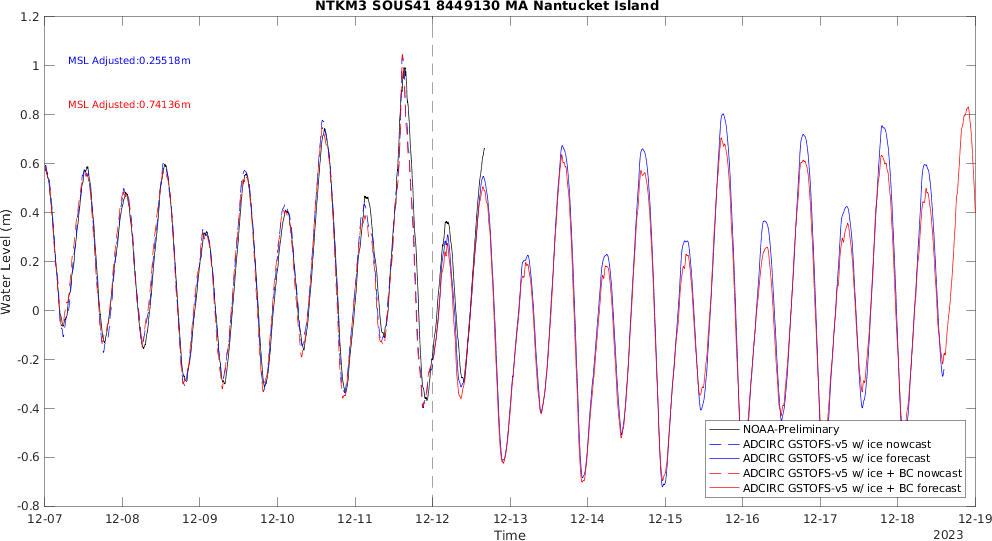 NTKM3 SOUS41 8449130 MA Nantucket Island
1.2
1
0.8
0.6
0.4
0.2
0
-0.2
-0.4
-0.6
-0.8
Water Level (m)
MSL Adjusted:0.25518m
MSL Adjusted:0.74136m
NOAA-Preliminary
ADCIRC GSTOFS-v5 w/ ice nowcast
ADCIRC GSTOFS-v5 w/ ice forecast
ADCIRC GSTOFS-v5 w/ ice + BC nowcast
ADCIRC GSTOFS-v5 w/ ice + BC forecast
12-07 12-08 12-09 12-10 12-11 12-12 12-13 12-14 12-15 12-16 12-17 12-18 12-19
Time
2023